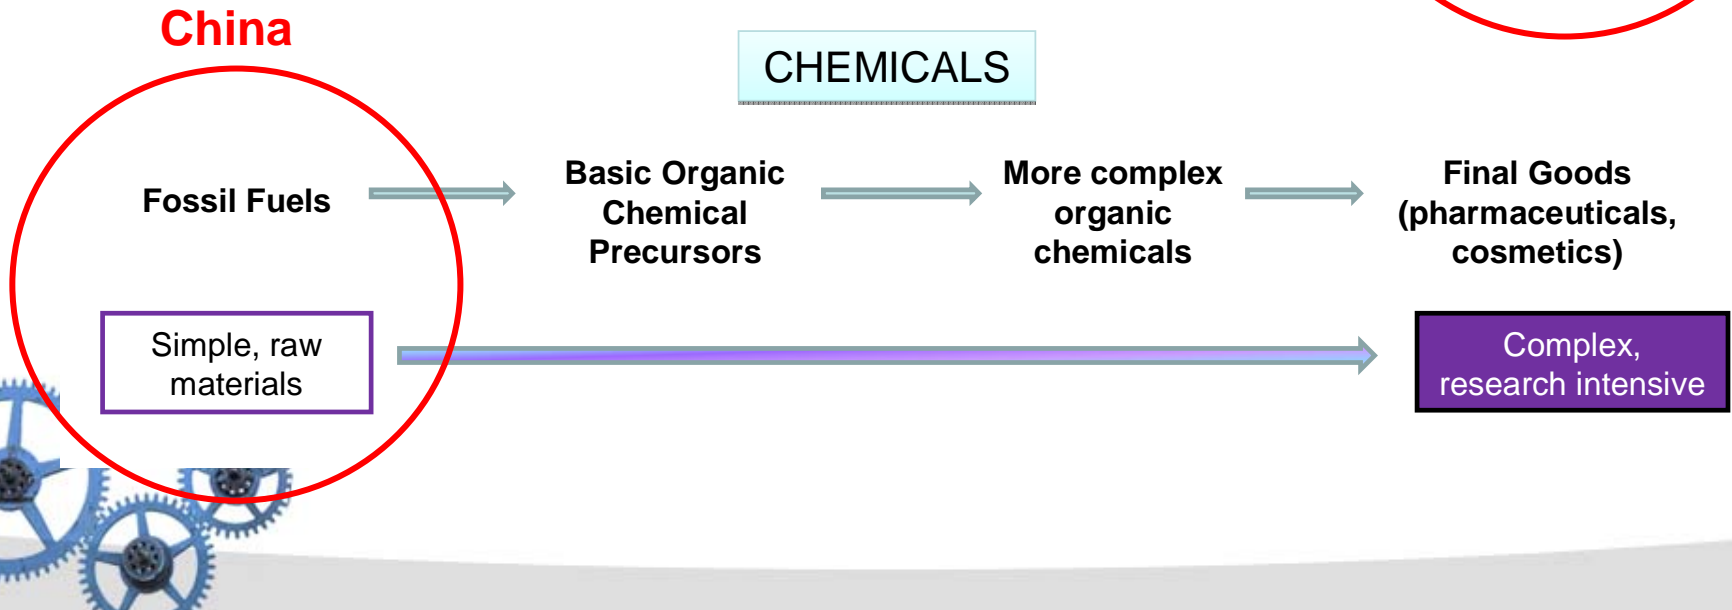 China
CHEMICALS
Fossil Fuels
Basic Organic
Chemical
Precursors
More complex
organic
chemicals
Final Goods
(pharmaceuticals,
cosmetics)
Simple, raw
materials
Complex,
research intensive